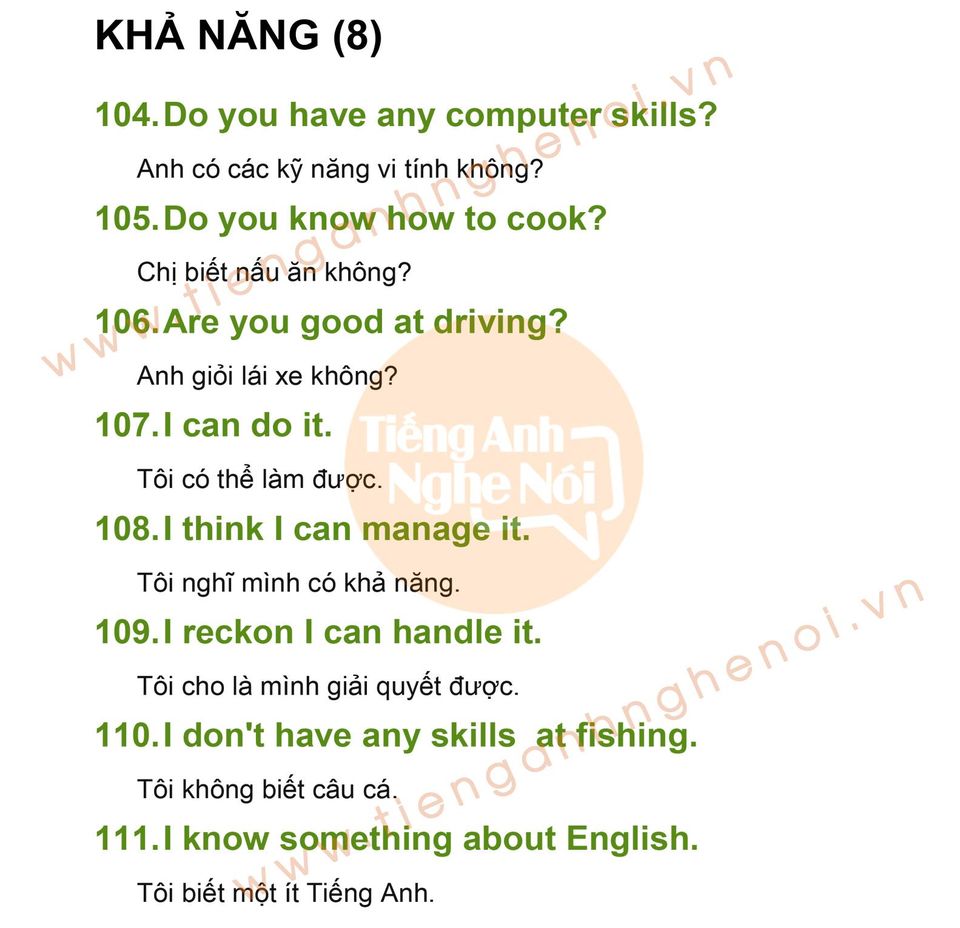 KHẢ NĂNG (8)
104. Do you have any computer skills?
Anh có các kỹ năng vi tính không?
105. Do you know how to cook?
Chị biết nấu ăn không?
106. Are you good at driving?
Anh giỏi lái xe không?
107. I can do it.
Tôi có thể làm được.
108. I think I can manage it.
Tôi nghĩ mình có khả năng.
109. I reckon I can handle it.
Tôi cho là mình giải quyết được.
110. I don't have any skills at fishing.
Tôi không biết câu cá.
111. I know something about English.
Tôi biết một ít Tiếng Anh.
www.tienganhnghenoi.vn
Tiếng Anh
Nghe Nói
www.tienganhnghenoi.vn